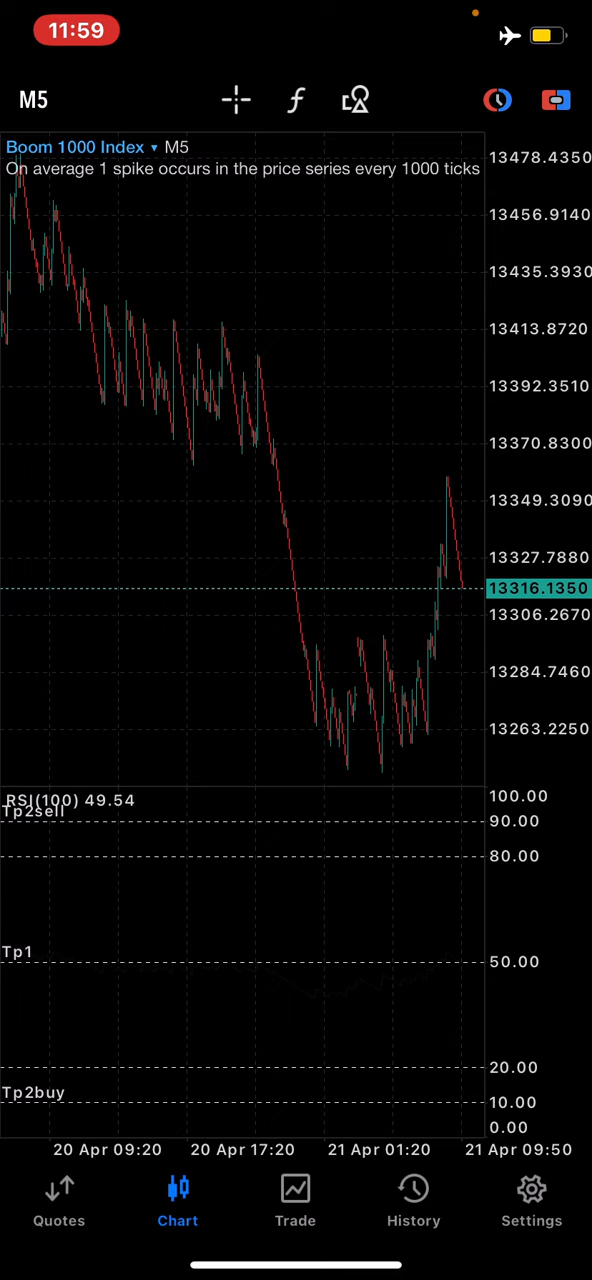 11:59
M5
Boom 1000 Index ▾ M5
On average 1 spike occurs in the price series every 1000 ticks
13478.4350
13456.9140
13435.3930
13413.8720
13392.3510
13370.8300
13349.3090
13327.7880
13316.1350
13306.2670
13284.7460
13263.2250
RSI(100) 49.54
100.00
Tp2sell
90.00
80.00
Tp1
50.00
20.00
Tp2buy
10.00
0.00
20 Apr 09:20 20 Apr 17:20 21 Apr 01:20 21 Apr 09:50
Quotes Chart Trade History Settings